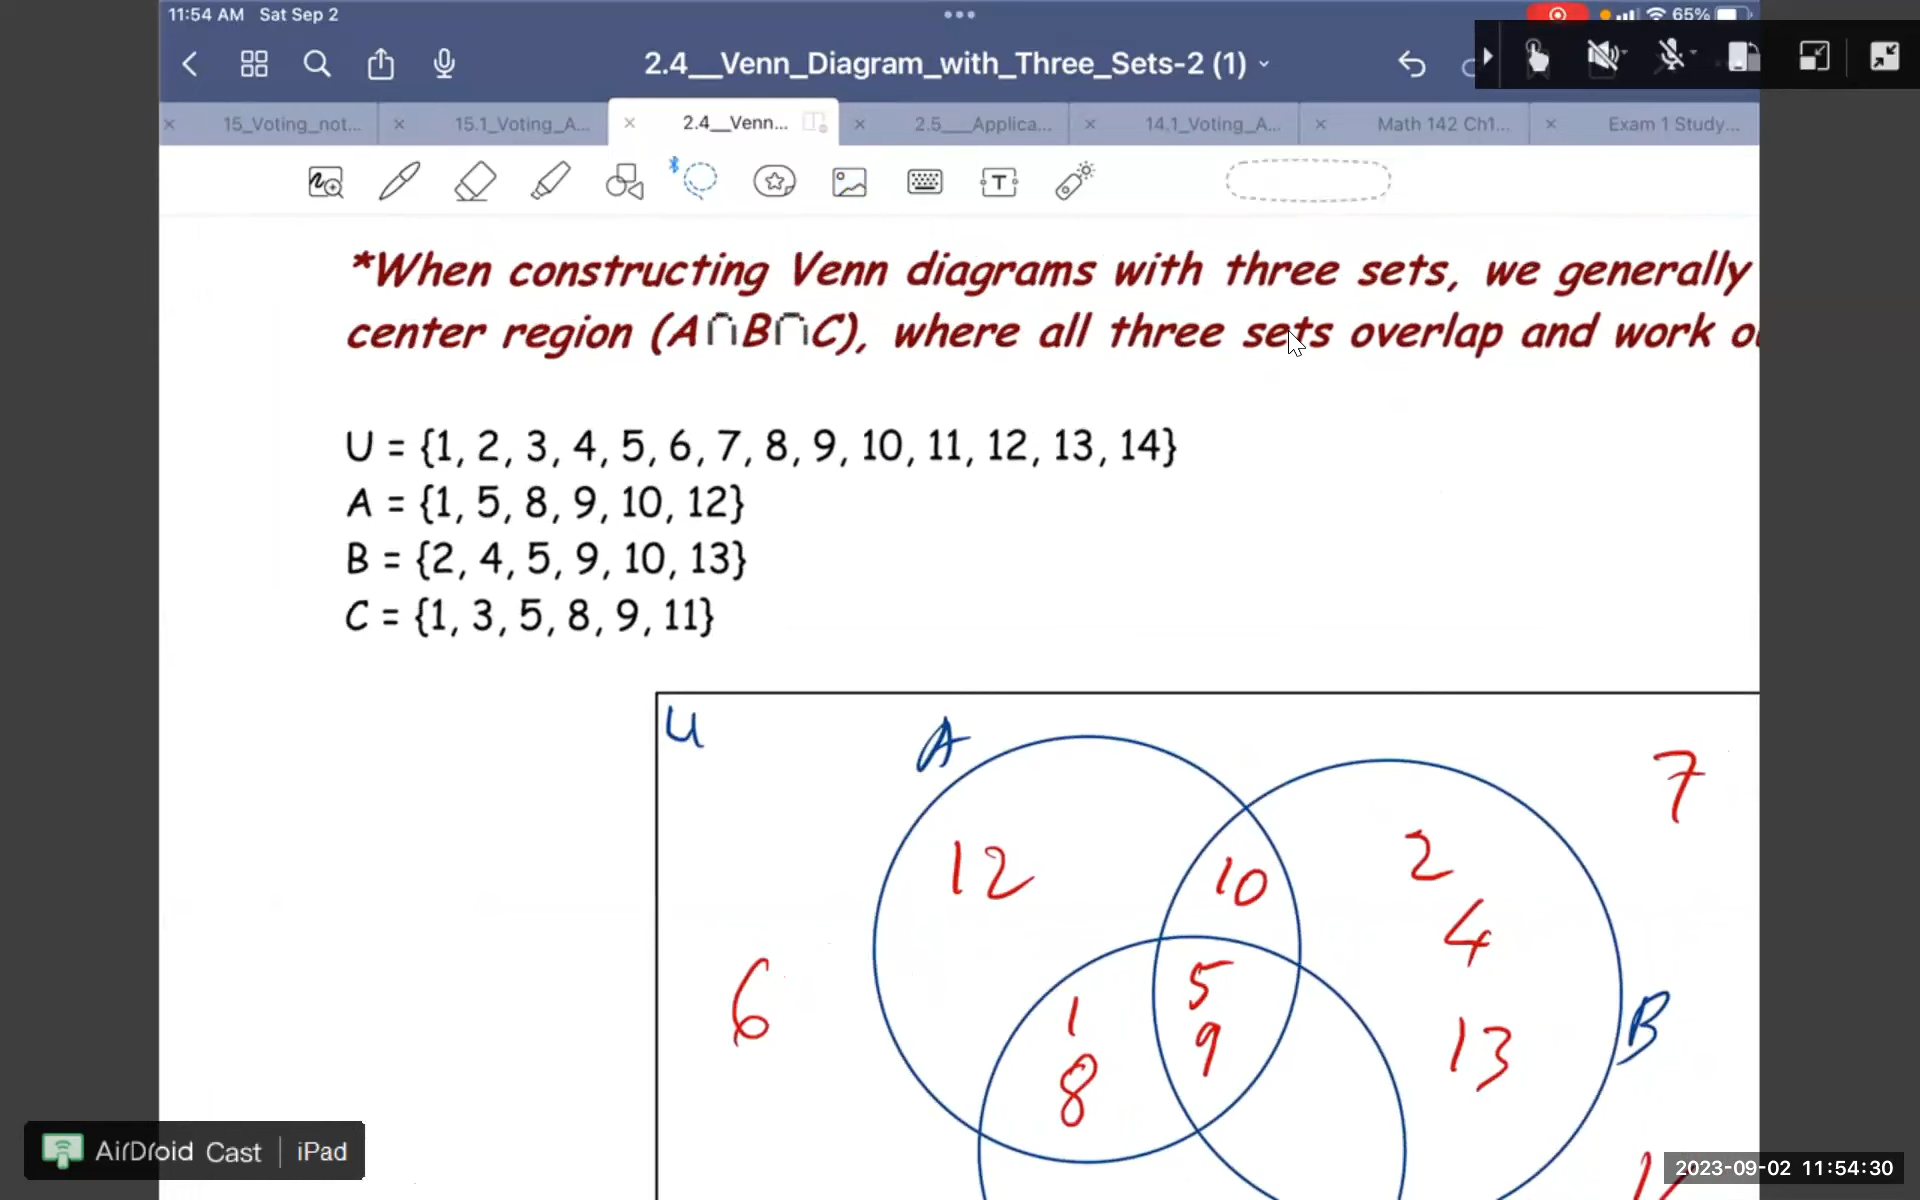 11:54 AM Sat Sep 2
65%
2.4__Venn_Diagram_with_Three_Sets-2 (1)
15_Voting_not...
15.1_Voting_A...
2.4__Venn...
2.5___Applica...
14.1_Voting_A...
Math 142 Ch1...
Exam 1 Study...
T
*When constructing Venn diagrams with three sets, we generally
center region (A∩B∩C), where all three sets overlap and work
U = {1, 2, 3, 4, 5, 6, 7, 8, 9, 10, 11, 12, 13, 14}
A = {1, 5, 8, 9, 10, 12}
B = {2, 4, 5, 9, 10, 13}
C = {1, 3, 5, 8, 9, 11}
U
A
7
12
10
2
4
6
5
1
9
13
B
8
AirDroid Cast | iPad
2023-09-02 11:54:30